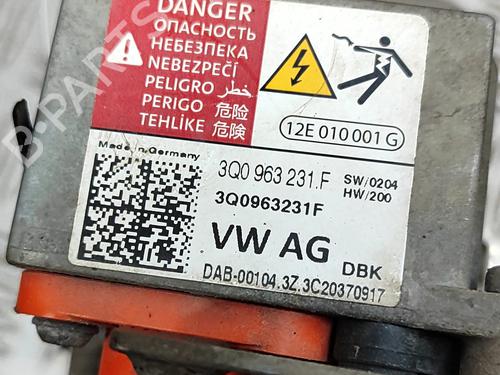 DANGER
ОПАСНОСТЬ
НЕБЕЗПЕКА
NEBEZPEČÍ
PELIGRO خطر
PERIGO 危险
TEHLİKE 危険
12E 010 001 G
Made in Germany
3Q0 963 231.F SW/0204
HW/200
3Q0963231F
VW AG DBK
DAB-00104.3Z.3C20370917
B-PARTS